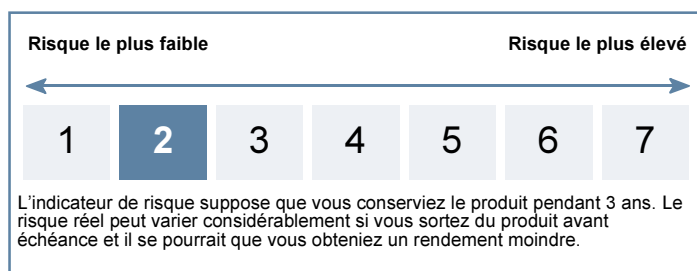 Risque le plus faible Risque le plus élevé
1 2 3 4 5 6 7
L'indicateur de risque suppose que vous conserviez le produit pendant 3 ans. Le
risque réel peut varier considérablement si vous sortez du produit avant
échéance et il se pourrait que vous obteniez un rendement moindre.